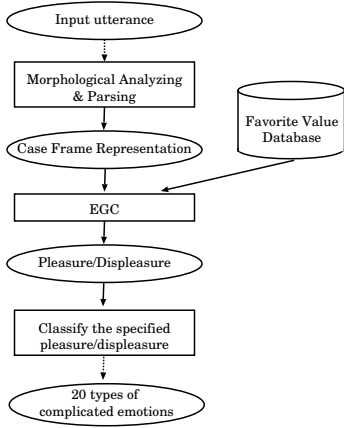 Input utterance
Morphological Analyzing
& Parsing
Favorite Value
Database
Case Frame Representation
EGC
Pleasure/Displeasure
Classify the specified
pleasure/displeasure
20 types of
complicated emotions